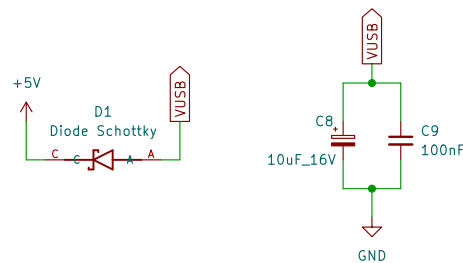 +5V
D1
Diode Schottky
VUSB
C
C
A
A
VUSB
C8
+
10uF_16V
C9
100nF
GND